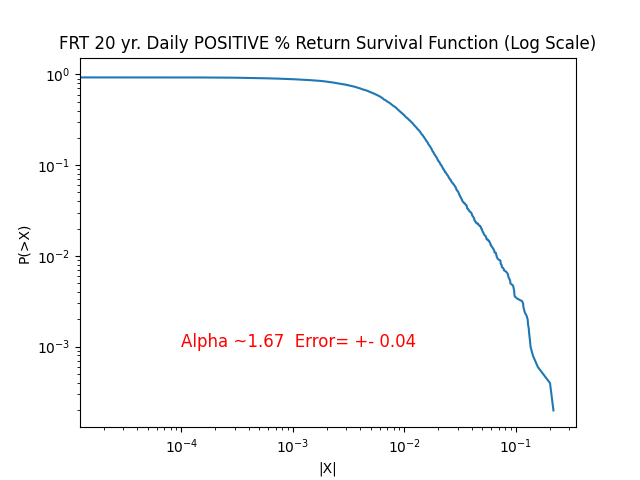 FRT 20 yr. Daily POSITIVE % Return Survival Function (Log Scale)
10⁰
10⁻¹
10⁻²
10⁻³
P(>X)
Alpha ~1.67  Error= +- 0.04
10⁻⁴ 10⁻³ 10⁻² 10⁻¹
|X|